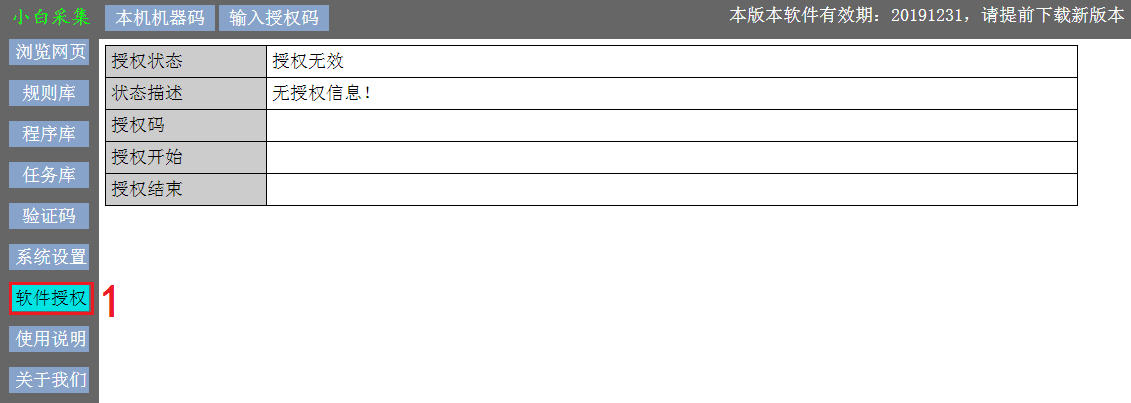 小白采集
本机机器码 输入授权码
本版本软件有效期：20191231，请提前下载新版本
浏览网页
规则库
程序库
任务库
验证码
系统设置
软件授权 1
使用说明
关于我们
授权状态 授权无效
状态描述 无授权信息！
授权码
授权开始
授权结束